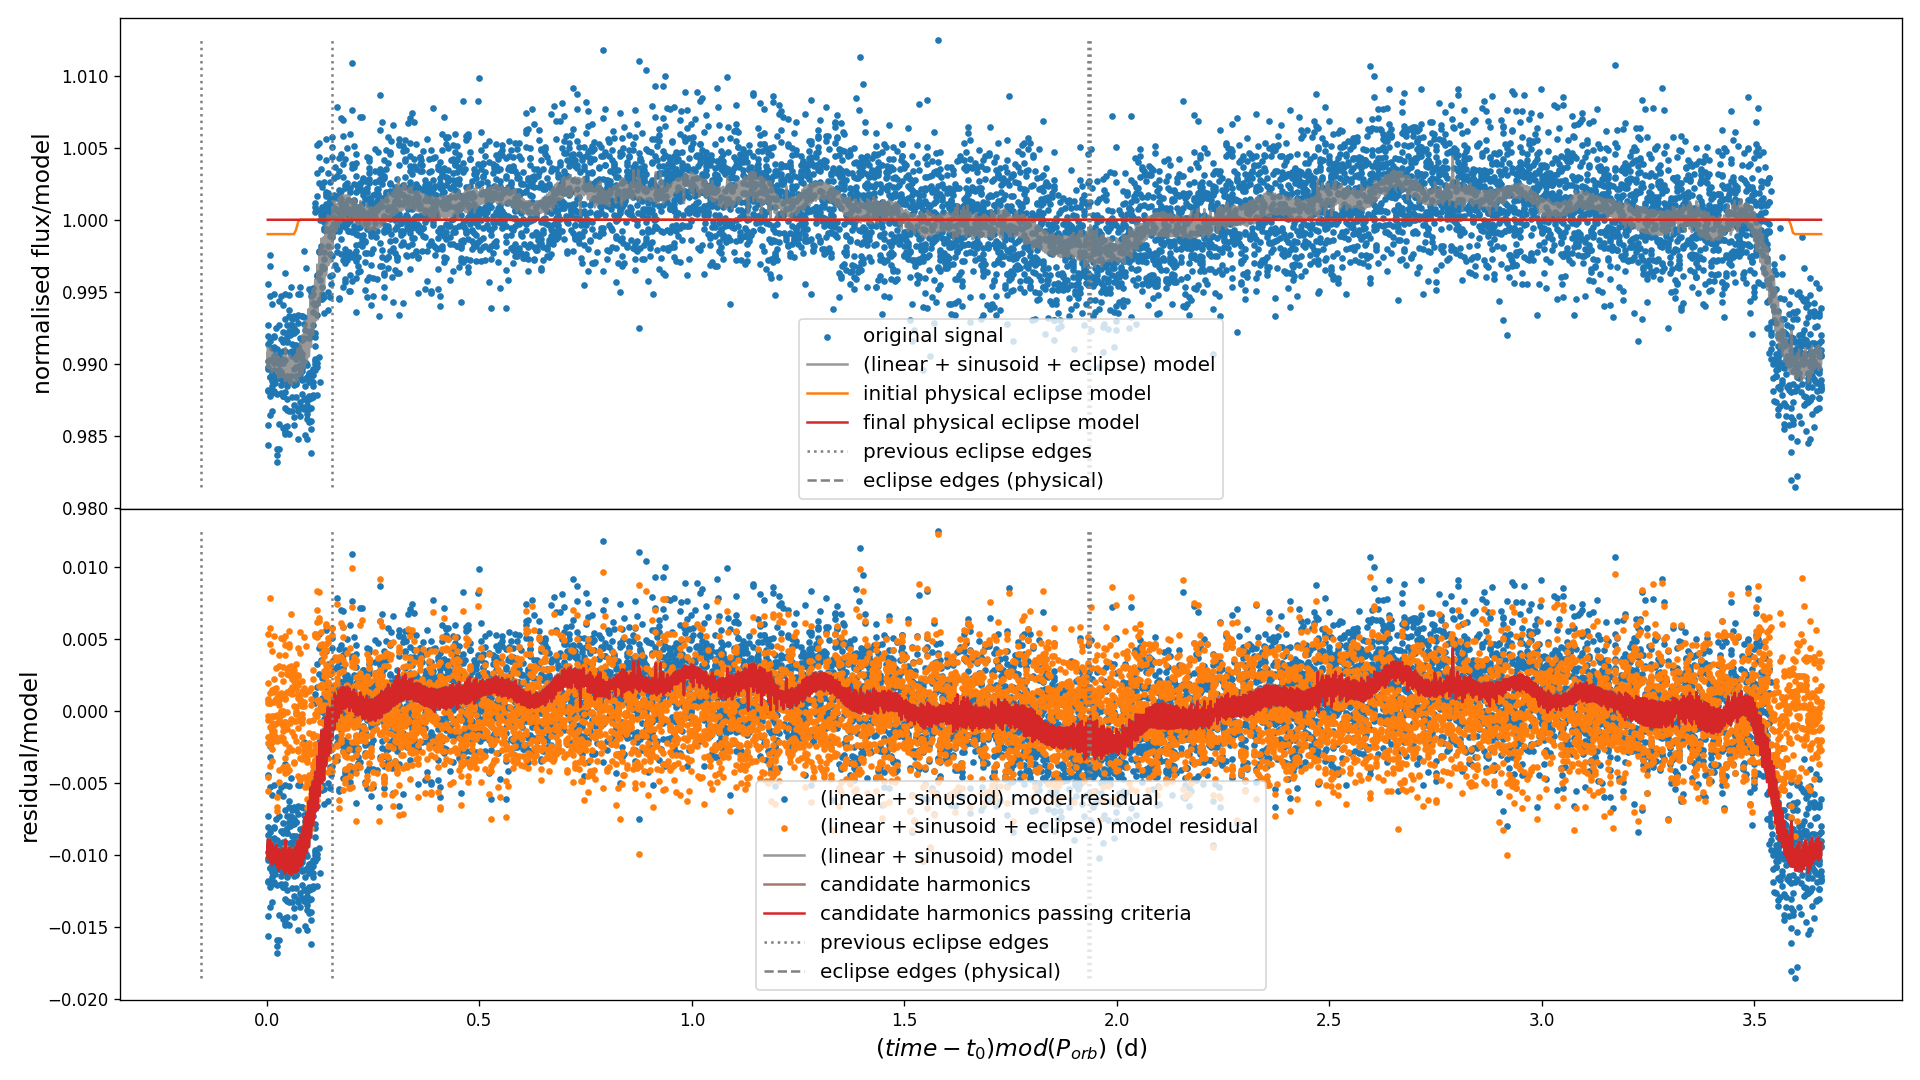 normalised flux/model
1.010
1.005
1.000
0.995
0.990
0.985
0.980
original signal
(linear + sinusoid + eclipse) model
initial physical eclipse model
final physical eclipse model
previous eclipse edges
eclipse edges (physical)
residual/model
0.010
0.005
0.000
−0.005
−0.010
−0.015
−0.020
(linear + sinusoid) model residual
(linear + sinusoid + eclipse) model residual
(linear + sinusoid) model
candidate harmonics
candidate harmonics passing criteria
previous eclipse edges
eclipse edges (physical)
0.0 0.5 1.0 1.5 2.0 2.5 3.0 3.5
(time − t₀)mod(Pₒᵣb) (d)